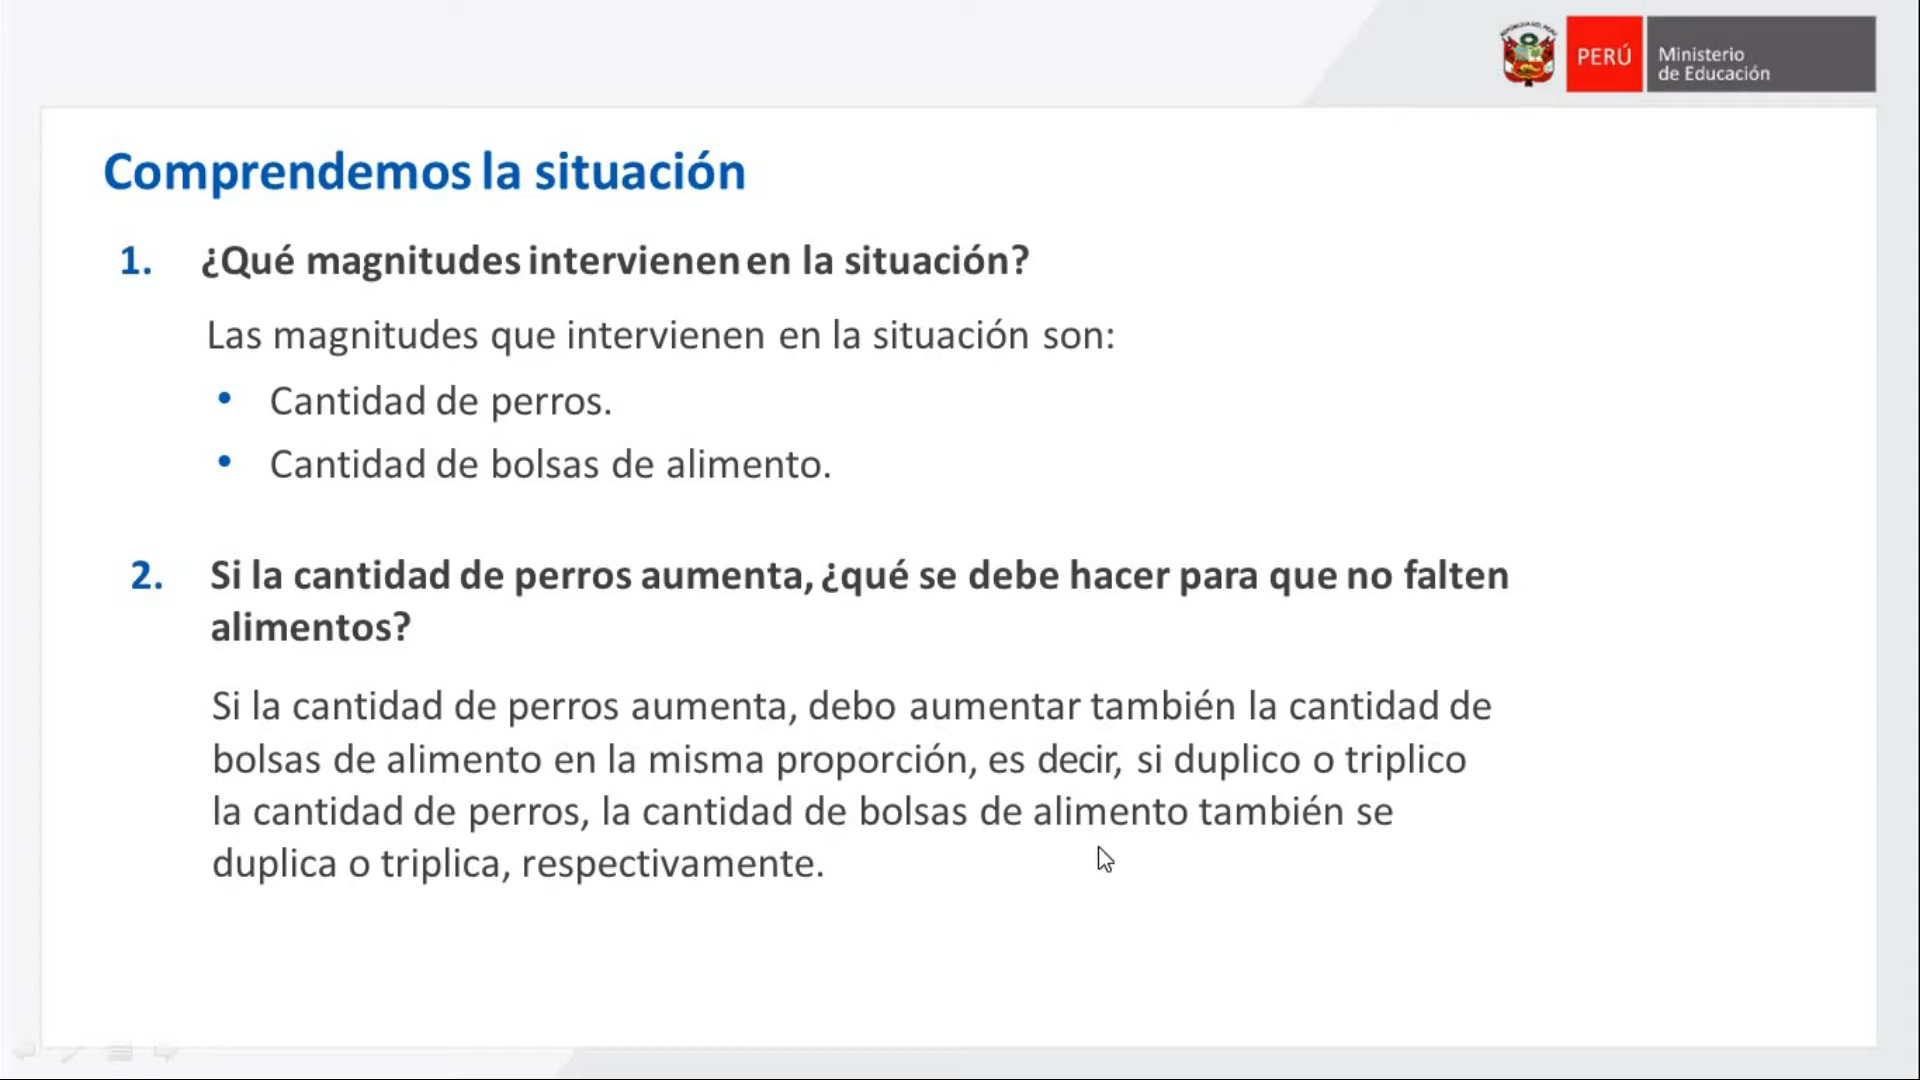 PERÚ
Ministerio
de Educación
Comprendemos la situación
1. ¿Qué magnitudes intervienen en la situación?
Las magnitudes que intervienen en la situación son:
• Cantidad de perros.
• Cantidad de bolsas de alimento.
2. Si la cantidad de perros aumenta, ¿qué se debe hacer para que no falten
alimentos?
Si la cantidad de perros aumenta, debo aumentar también la cantidad de
bolsas de alimento en la misma proporción, es decir, si duplico o triplico
la cantidad de perros, la cantidad de bolsas de alimento también se
duplica o triplica, respectivamente.